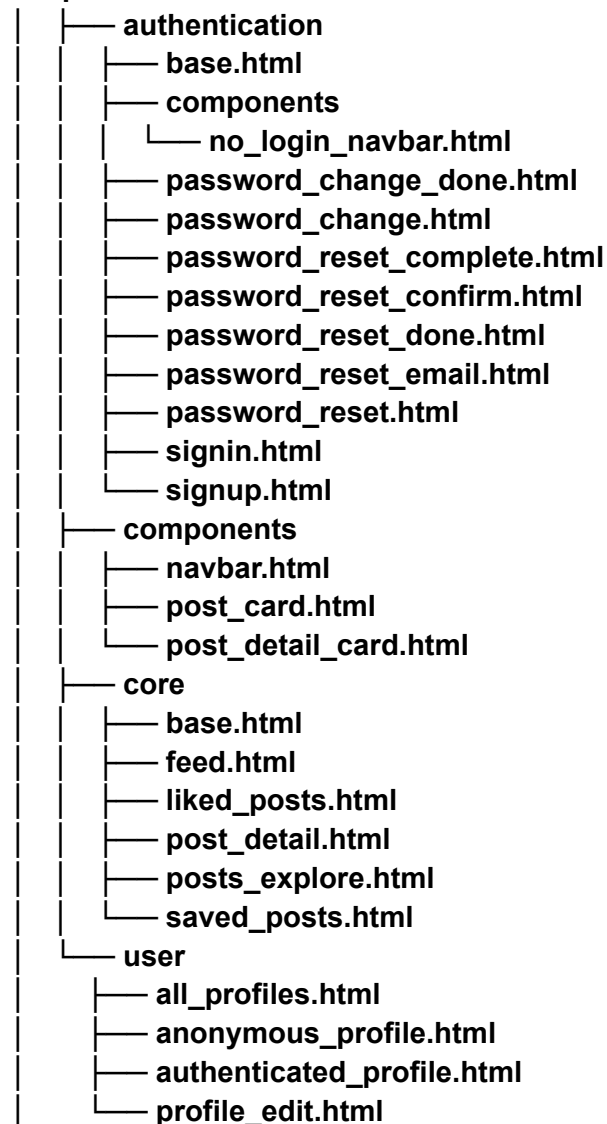 │   ├── authentication
│   │   ├── base.html
│   │   ├── components
│   │   │   └── no_login_navbar.html
│   │   ├── password_change_done.html
│   │   ├── password_change.html
│   │   ├── password_reset_complete.html
│   │   ├── password_reset_confirm.html
│   │   ├── password_reset_done.html
│   │   ├── password_reset_email.html
│   │   ├── password_reset.html
│   │   ├── signin.html
│   │   └── signup.html
│   ├── components
│   │   ├── navbar.html
│   │   ├── post_card.html
│   │   └── post_detail_card.html
│   ├── core
│   │   ├── base.html
│   │   ├── feed.html
│   │   ├── liked_posts.html
│   │   ├── post_detail.html
│   │   ├── posts_explore.html
│   │   └── saved_posts.html
│   └── user
│       ├── all_profiles.html
│       ├── anonymous_profile.html
│       ├── authenticated_profile.html
│       └── profile_edit.html